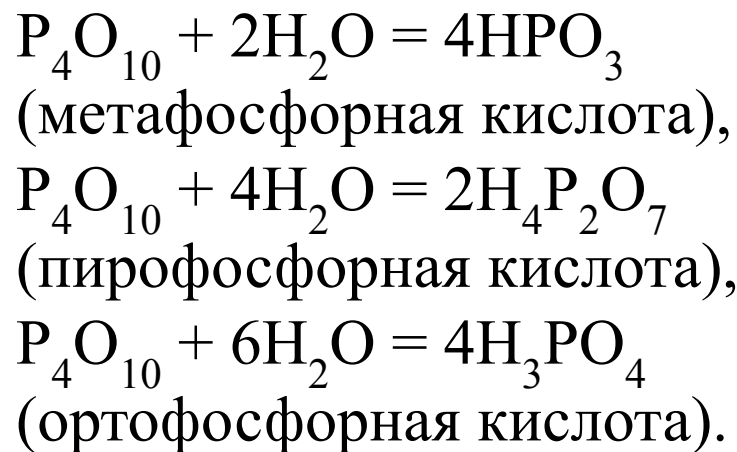 P₄O₁₀ + 2H₂O = 4HPO₃
(метафосфорная кислота),
P₄O₁₀ + 4H₂O = 2H₄P₂O₇
(пирофосфорная кислота),
P₄O₁₀ + 6H₂O = 4H₃PO₄
(ортофосфорная кислота).